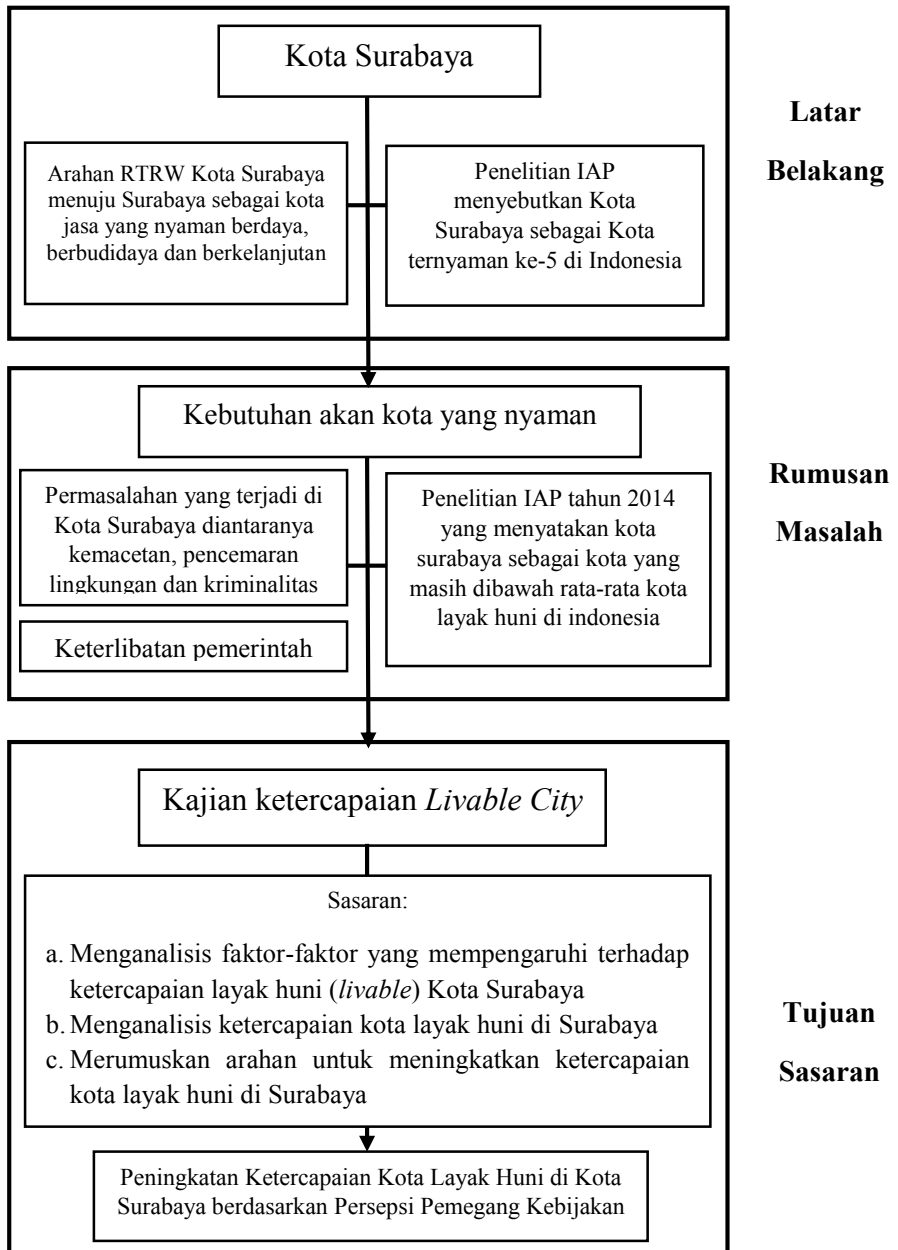 Kota Surabaya
Latar
Belakang
Arahan RTRW Kota Surabaya
menuju Surabaya sebagai kota
jasa yang nyaman berdaya,
berbudidaya dan berkelanjutan
Penelitian IAP
menyebutkan Kota
Surabaya sebagai Kota
ternyaman ke-5 di Indonesia
Kebutuhan akan kota yang nyaman
Rumusan
Masalah
Permasalahan yang terjadi di
Kota Surabaya diantaranya
kemacetan, pencemaran
lingkungan dan kriminalitas
Keterlibatan pemerintah
Penelitian IAP tahun 2014
yang menyatakan kota
surabaya sebagai kota yang
masih dibawah rata-rata kota
layak huni di indonesia
Kajian ketercapaian Livable City
Sasaran:
a. Menganalisis faktor-faktor yang mempengaruhi terhadap
ketercapaian layak huni (livable) Kota Surabaya
b. Menganalisis ketercapaian kota layak huni di Surabaya
c. Merumuskan arahan untuk meningkatkan ketercapaian
kota layak huni di Surabaya
Tujuan
Sasaran
Peningkatan Ketercapaian Kota Layak Huni di Kota
Surabaya berdasarkan Persepsi Pemegang Kebijakan